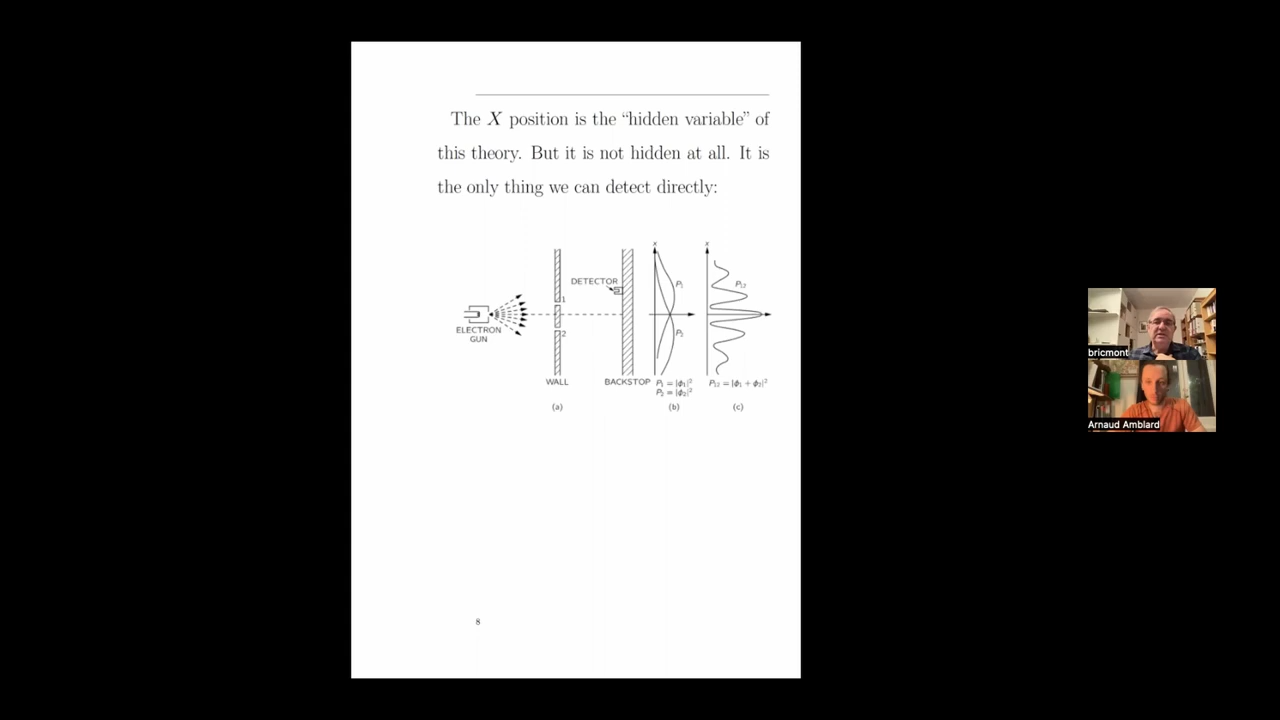 The X position is the “hidden variable” of
this theory. But it is not hidden at all. It is
the only thing we can detect directly:
x
x
DETECTOR
P₁
P₁₂
1
ELECTRON
GUN
2
P₂
WALL
BACKSTOP
P₁ = |ϕ₁|²
P₂ = |ϕ₂|²
P₁₂ = |ϕ₁ + ϕ₂|²
(a)
(b)
(c)
8
bricmont
Arnaud Amblard